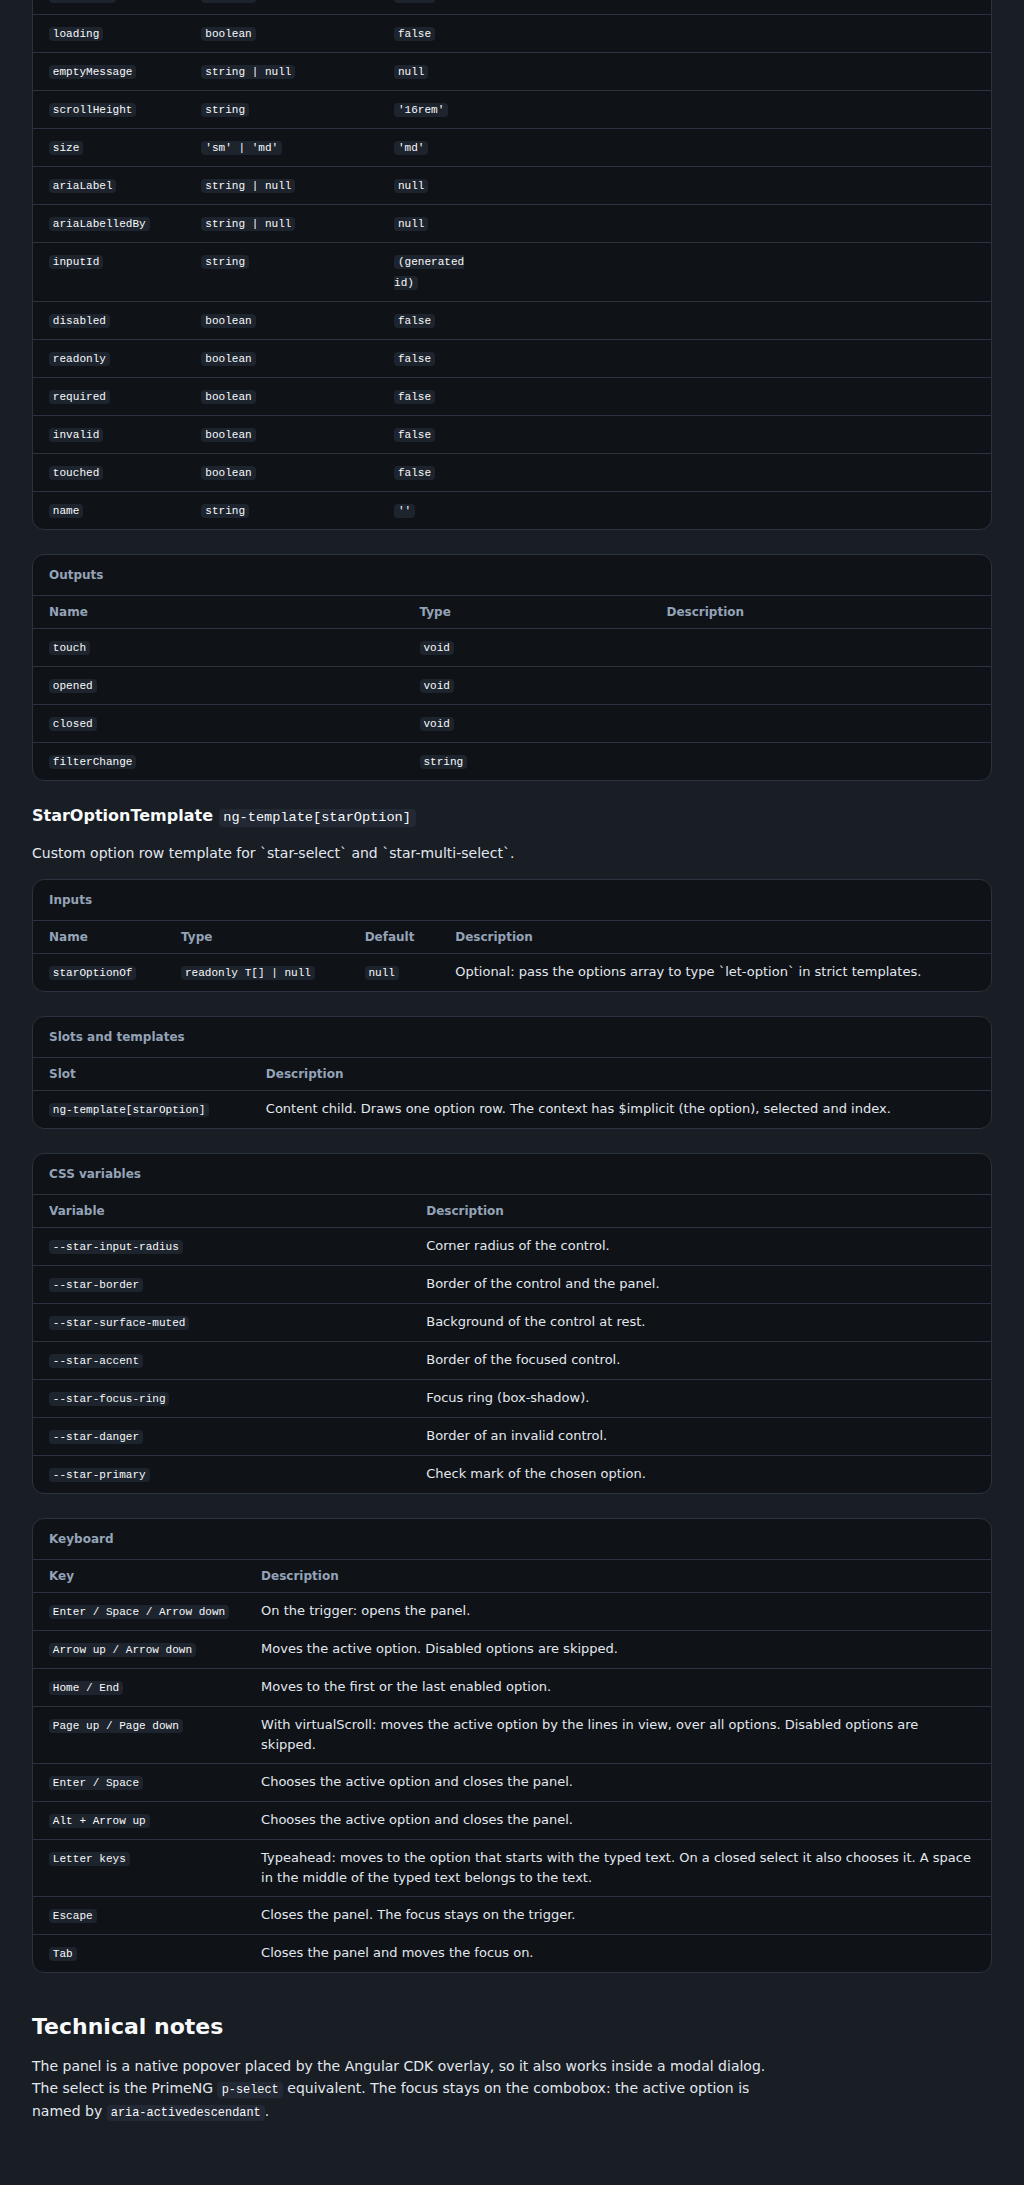 loading boolean false
emptyMessage string | null null
scrollHeight string '16rem'
size 'sm' | 'md' 'md'
ariaLabel string | null null
ariaLabelledBy string | null null
inputId string (generated
id)
disabled boolean false
readonly boolean false
required boolean false
invalid boolean false
touched boolean false
name string ''
Outputs
Name Type Description
touch void
opened void
closed void
filterChange string
StarOptionTemplate ng-template[starOption]
Custom option row template for `star-select` and `star-multi-select`.
Inputs
Name Type Default Description
starOptionOf readonly T[] | null null Optional: pass the options array to type `let-option` in strict templates.
Slots and templates
Slot Description
ng-template[starOption] Content child. Draws one option row. The context has $implicit (the option), selected and index.
CSS variables
Variable Description
--star-input-radius Corner radius of the control.
--star-border Border of the control and the panel.
--star-surface-muted Background of the control at rest.
--star-accent Border of the focused control.
--star-focus-ring Focus ring (box-shadow).
--star-danger Border of an invalid control.
--star-primary Check mark of the chosen option.
Keyboard
Key Description
Enter / Space / Arrow down On the trigger: opens the panel.
Arrow up / Arrow down Moves the active option. Disabled options are skipped.
Home / End Moves to the first or the last enabled option.
Page up / Page down With virtualScroll: moves the active option by the lines in view, over all options. Disabled options are
skipped.
Enter / Space Chooses the active option and closes the panel.
Alt + Arrow up Chooses the active option and closes the panel.
Letter keys Typeahead: moves to the option that starts with the typed text. On a closed select it also chooses it. A space
in the middle of the typed text belongs to the text.
Escape Closes the panel. The focus stays on the trigger.
Tab Closes the panel and moves the focus on.
Technical notes
The panel is a native popover placed by the Angular CDK overlay, so it also works inside a modal dialog.
The select is the PrimeNG p-select equivalent. The focus stays on the combobox: the active option is
named by aria-activedescendant.